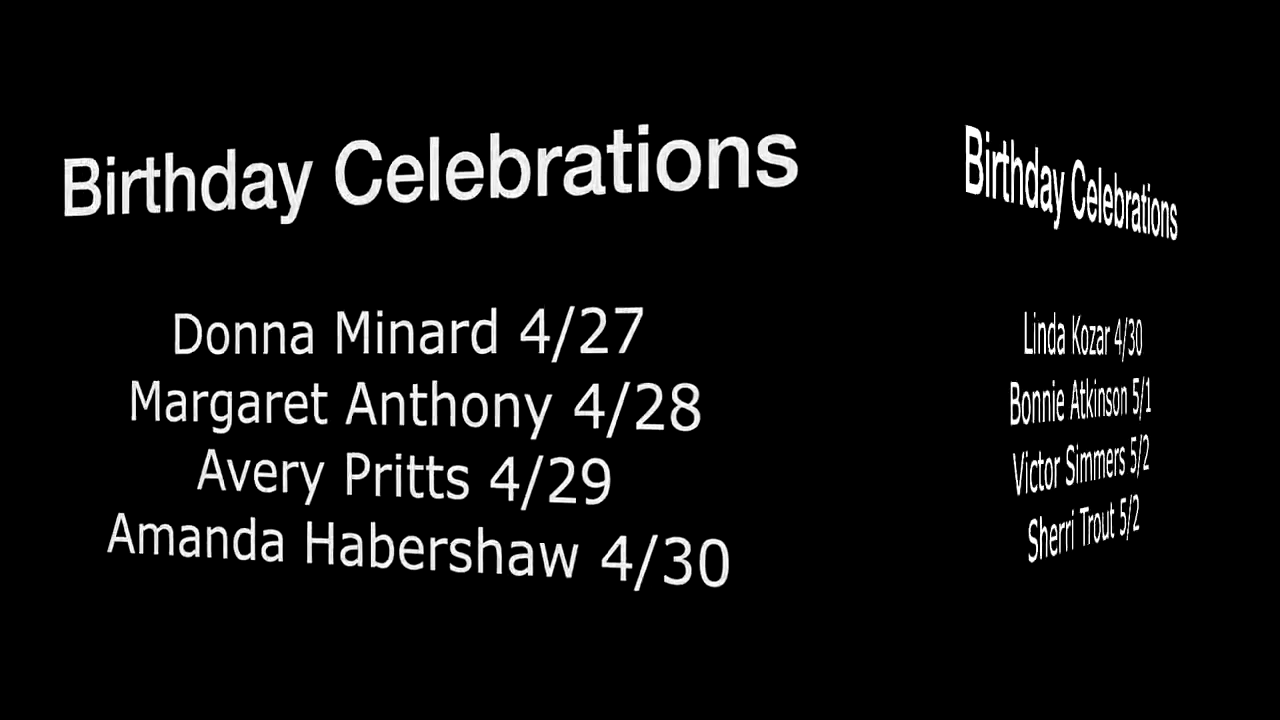 Birthday Celebrations
Donna Minard 4/27
Margaret Anthony 4/28
Avery Pritts 4/29
Amanda Habershaw 4/30
Birthday Celebrations
Linda Kozar 4/30
Bonnie Atkinson 5/1
Victor Simmers 5/2
Sherri Trout 5/2